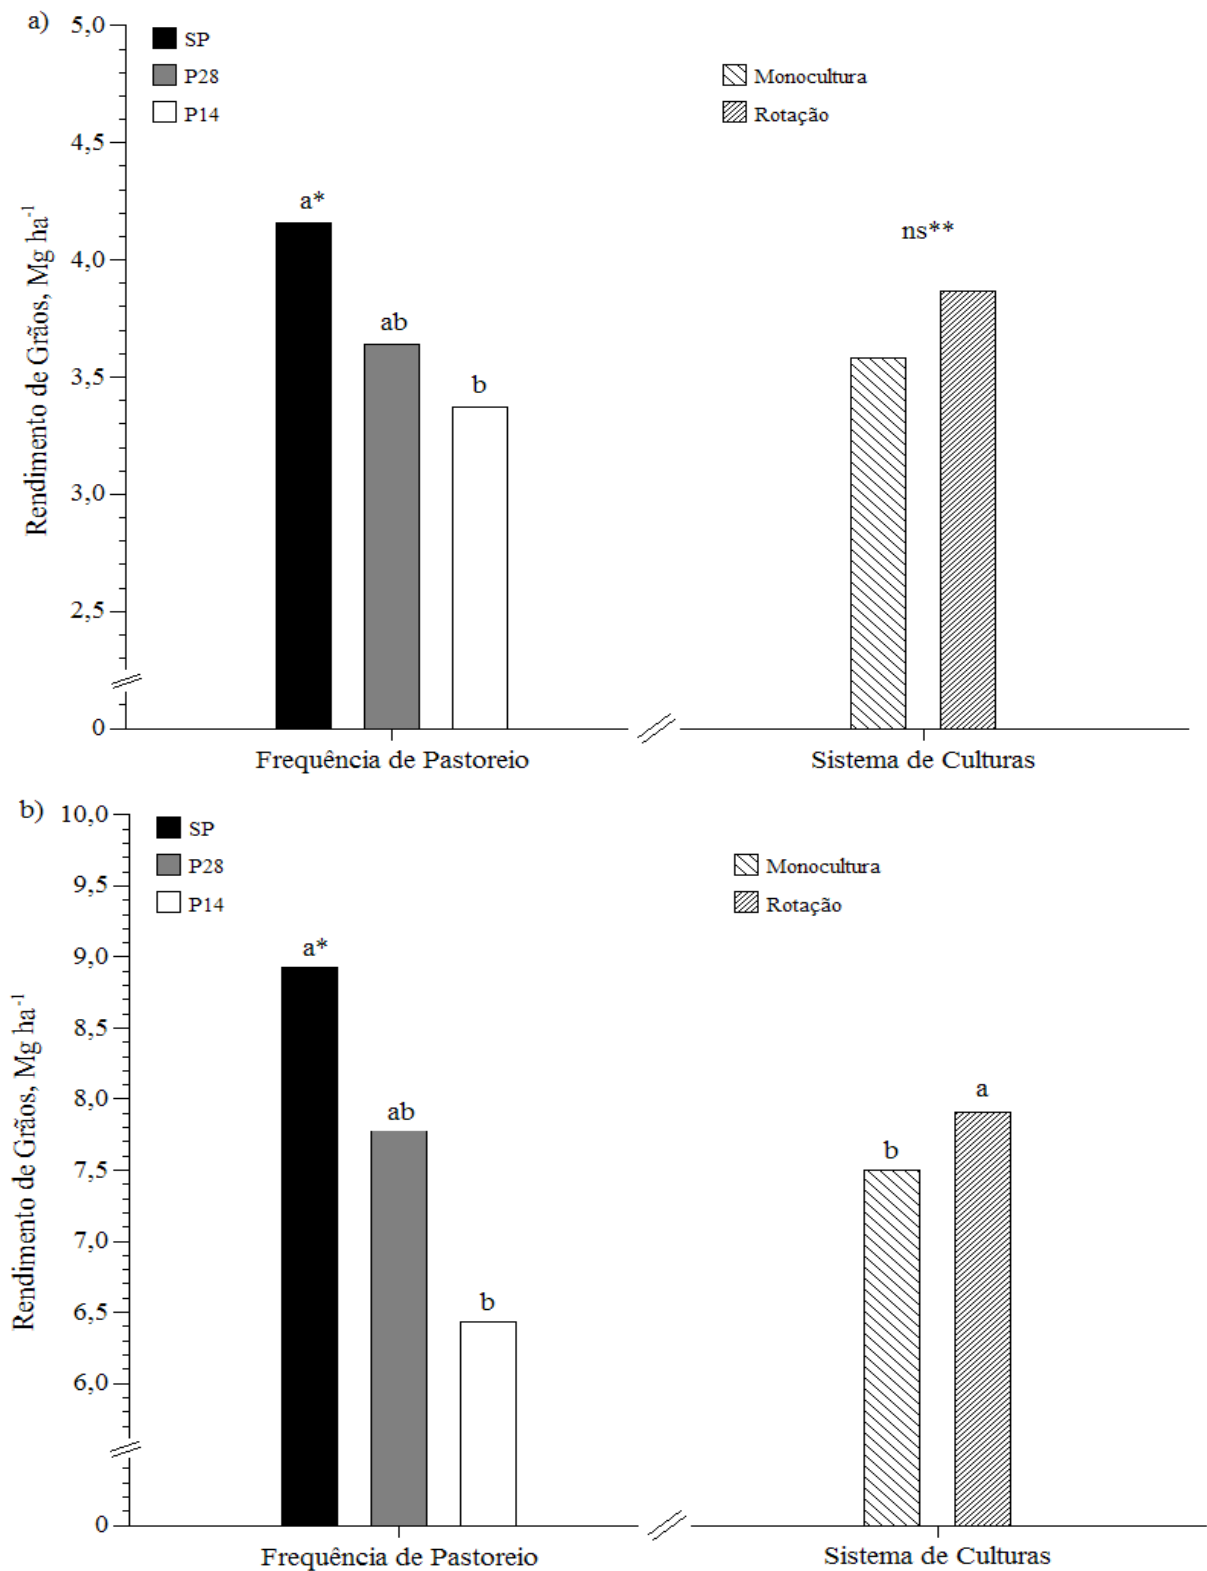 a)
5,0
4,5
4,0
3,5
3,0
2,5
0
Rendimento de Grãos, Mg ha⁻¹
SP
P28
P14
Monocultura
Rotação
a*
ab
b
ns**
Frequência de Pastoreio
Sistema de Culturas
b)
10,0
9,5
9,0
8,5
8,0
7,5
7,0
6,5
6,0
0
Rendimento de Grãos, Mg ha⁻¹
SP
P28
P14
Monocultura
Rotação
a*
ab
b
b
a
Frequência de Pastoreio
Sistema de Culturas